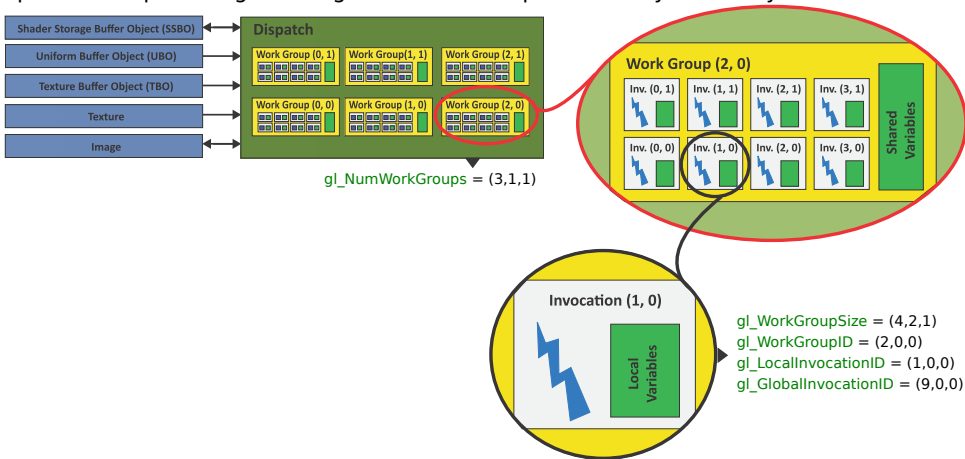 Shader Storage Buffer Object (SSBO)
Uniform Buffer Object (UBO)
Texture Buffer Object (TBO)
Texture
Image
Dispatch
Work Group (0, 1)
Work Group(1, 1)
Work Group (2, 1)
Work Group (0, 0)
Work Group (1, 0)
Work Group (2, 0)
gl_NumWorkGroups = (3,1,1)
Work Group (2, 0)
Inv. (0, 1)
Inv. (1, 1)
Inv. (2, 1)
Inv. (3, 1)
Inv. (0, 0)
Inv. (1, 0)
Inv. (2, 0)
Inv. (3, 0)
Shared
Variables
Invocation (1, 0)
Local
Variables
gl_WorkGroupSize = (4,2,1)
gl_WorkGroupID = (2,0,0)
gl_LocalInvocationID = (1,0,0)
gl_GlobalInvocationID = (9,0,0)